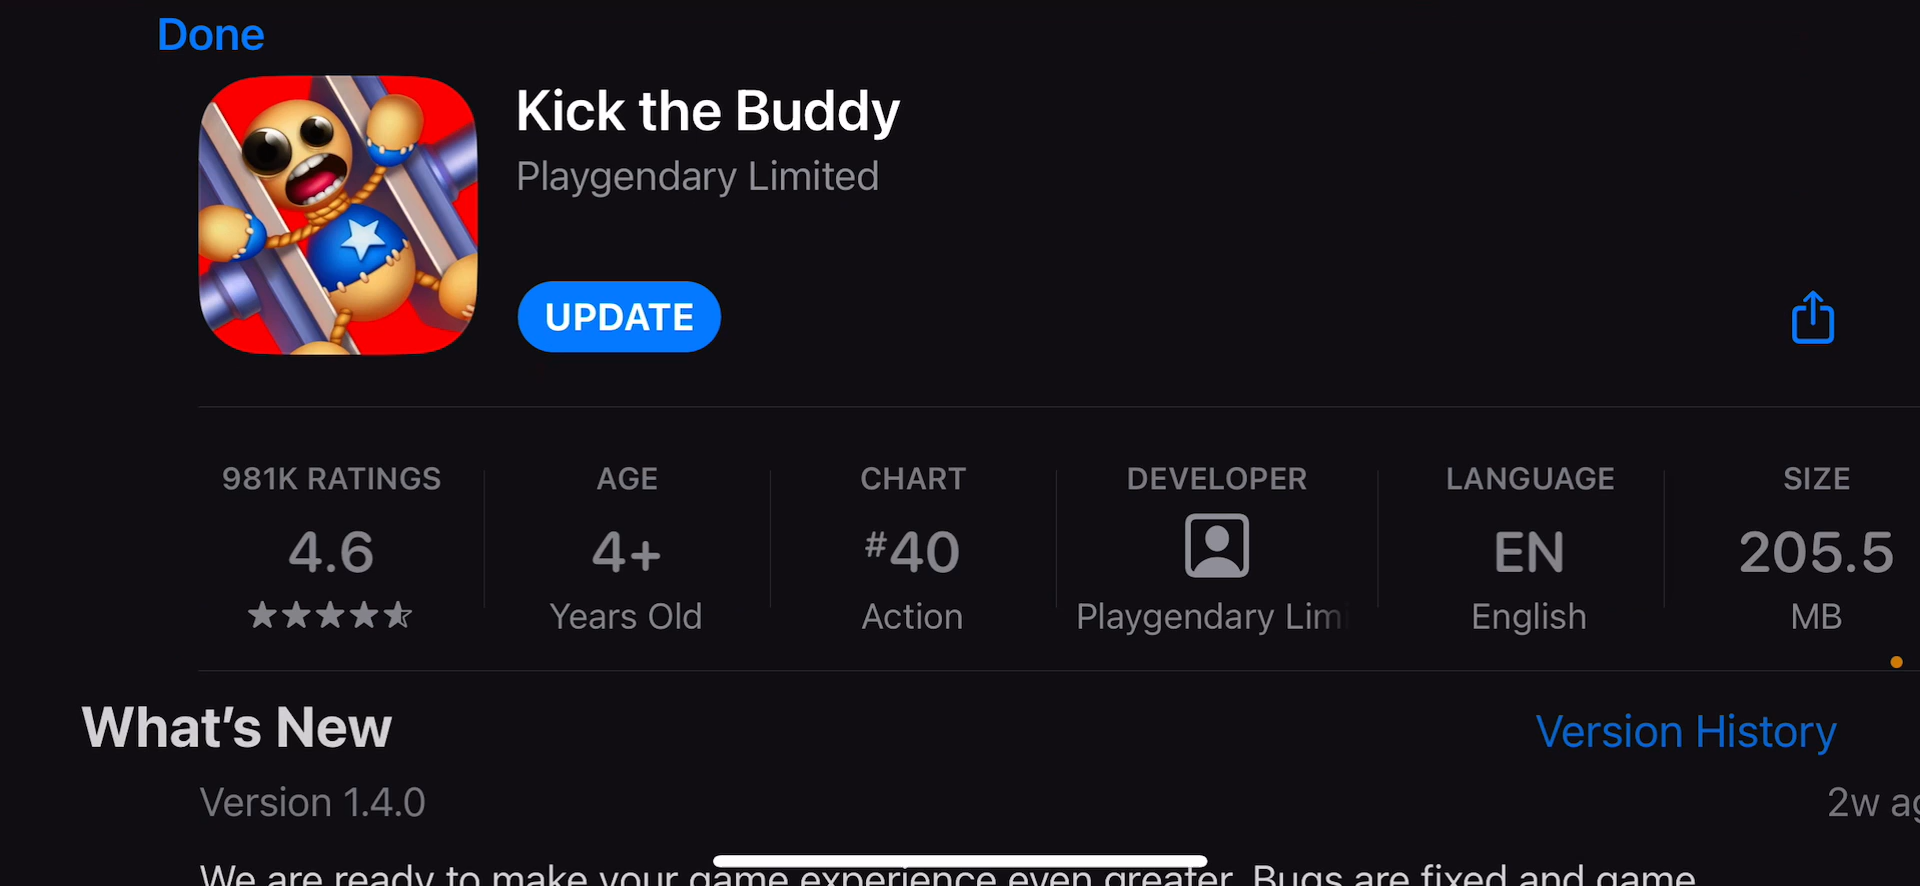 Done
Kick the Buddy
Playgendary Limited
UPDATE
981K RATINGS
4.6
AGE
4+
Years Old
CHART
#40
Action
DEVELOPER
Playgendary Lim
LANGUAGE
EN
English
SIZE
205.5
MB
What's New
Version History
Version 1.4.0
2w ag
We are ready to make your game experience even greater. Bugs are fixed and game